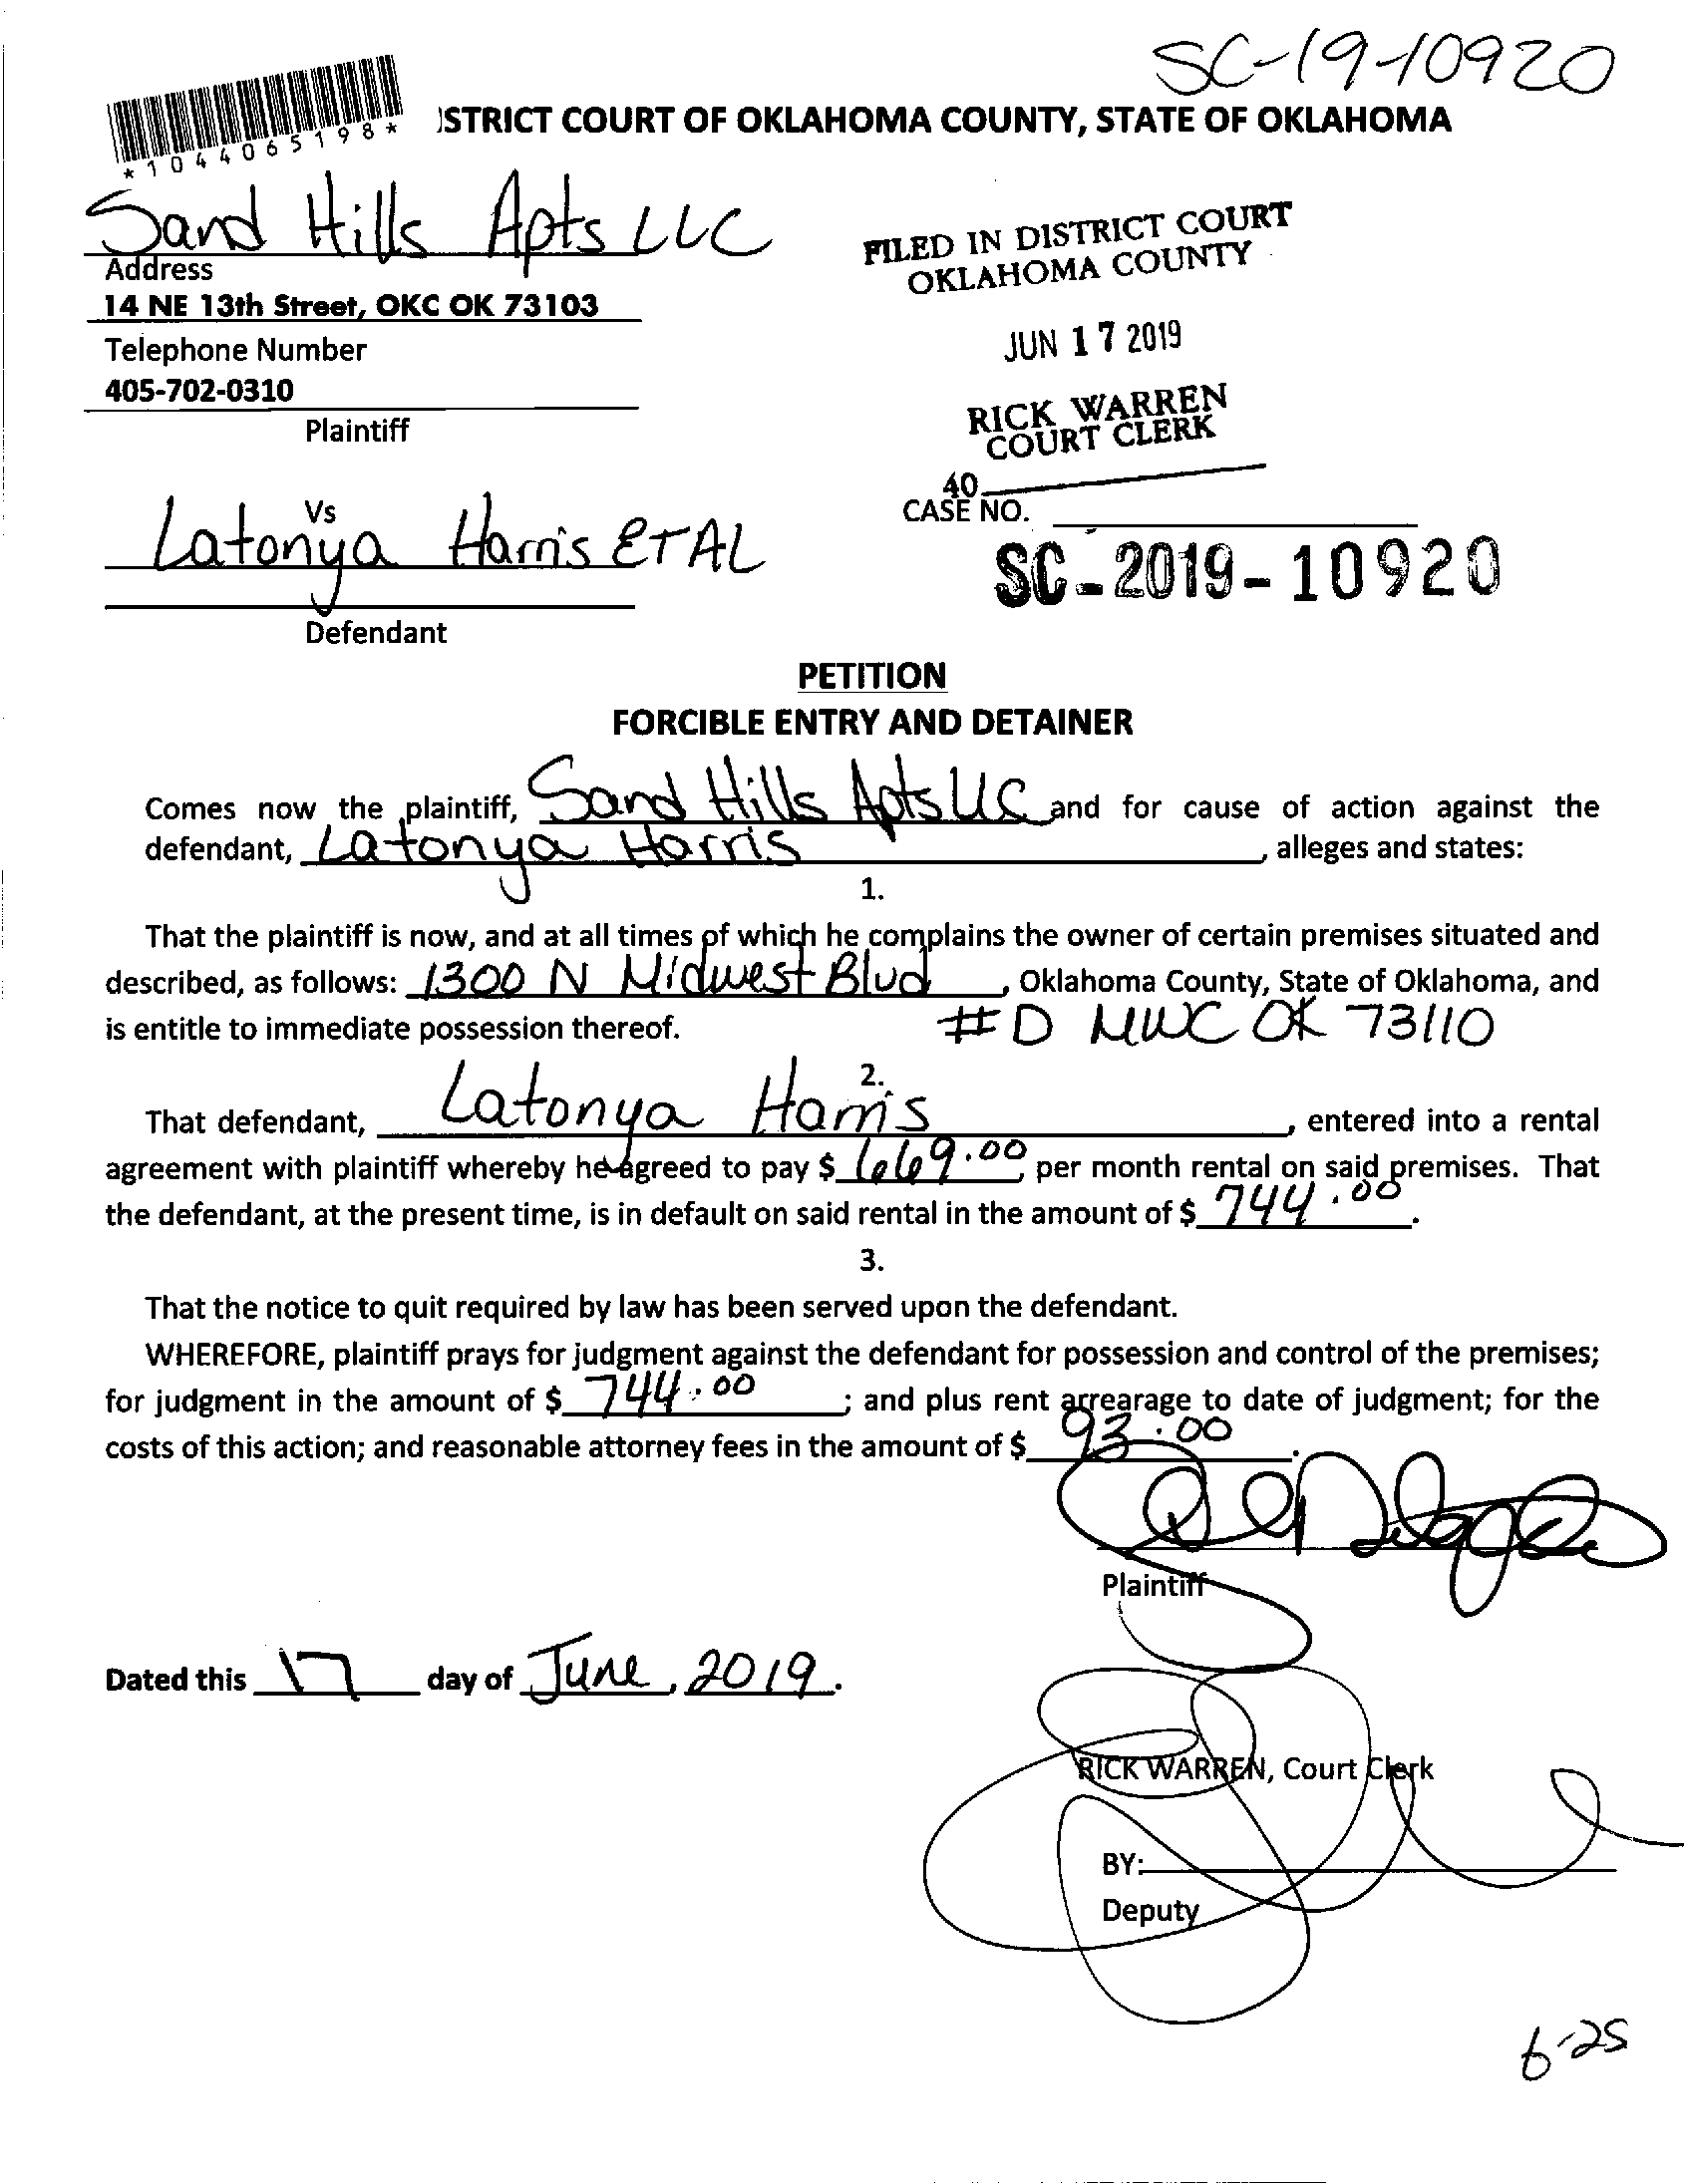 SC-19-10920
*1044065198*
ISTRICT COURT OF OKLAHOMA COUNTY, STATE OF OKLAHOMA
Sand Hills Apts LLC
Address
14 NE 13th Street, OKC OK 73103
Telephone Number
405-702-0310
Plaintiff
FILED IN DISTRICT COURT
OKLAHOMA COUNTY
JUN 17 2019
RICK WARREN
COURT CLERK
40
CASE NO.
SC-2019-10920
Vs
Latonya Harris ETAL
Defendant
PETITION
FORCIBLE ENTRY AND DETAINER
Comes now the plaintiff, Sand Hills Apts LLC and for cause of action against the
defendant, Latonya Harris, alleges and states:
1.
That the plaintiff is now, and at all times of which he complains the owner of certain premises situated and
described, as follows: 1300 N Midwest Blvd, Oklahoma County, State of Oklahoma, and
is entitle to immediate possession thereof. #D MWC OK 73110
2.
That defendant, Latonya Harris, entered into a rental
agreement with plaintiff whereby he agreed to pay $ 669.00 per month rental on said premises. That
the defendant, at the present time, is in default on said rental in the amount of $ 744.00.
3.
That the notice to quit required by law has been served upon the defendant.
WHEREFORE, plaintiff prays for judgment against the defendant for possession and control of the premises;
for judgment in the amount of $ 744.00; and plus rent arrearage to date of judgment; for the
costs of this action; and reasonable attorney fees in the amount of $ 93.00.
Plaintiff
Dated this 17 day of June, 2019.
RICK WARREN, Court Clerk
BY:
Deputy
6-25